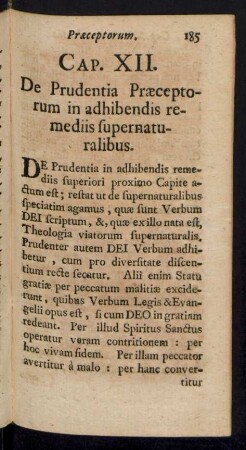 Præceptorum. 185
CAP. XII.
De Prudentia Præcepto-
rum in adhibendis re-
mediis supernatu-
ralibus.
DE Prudentia in adhibendis reme-
diis superiori proximo Capite a-
ctum est; restat ut de supernaturalibus
speciatim agamus, quæ sunt Verbum
DEI scriptum, &, quæ ex illo nata est,
Theologia viatorum supernaturalis.
Prudenter autem DEI Verbum adhi-
betur, cum pro diversitate discen-
tium recte secatur. Alii enim Statu
gratiæ per peccatum malitiæ excide-
runt, quibus Verbum Legis & Evan-
gelii opus est, si cum DEO in gratiam
redeant. Per illud Spiritus Sanctus
operatur veram contritionem: per
hoc vivam fidem. Per illam peccator
avertitur à malo: per hanc conver-
titur